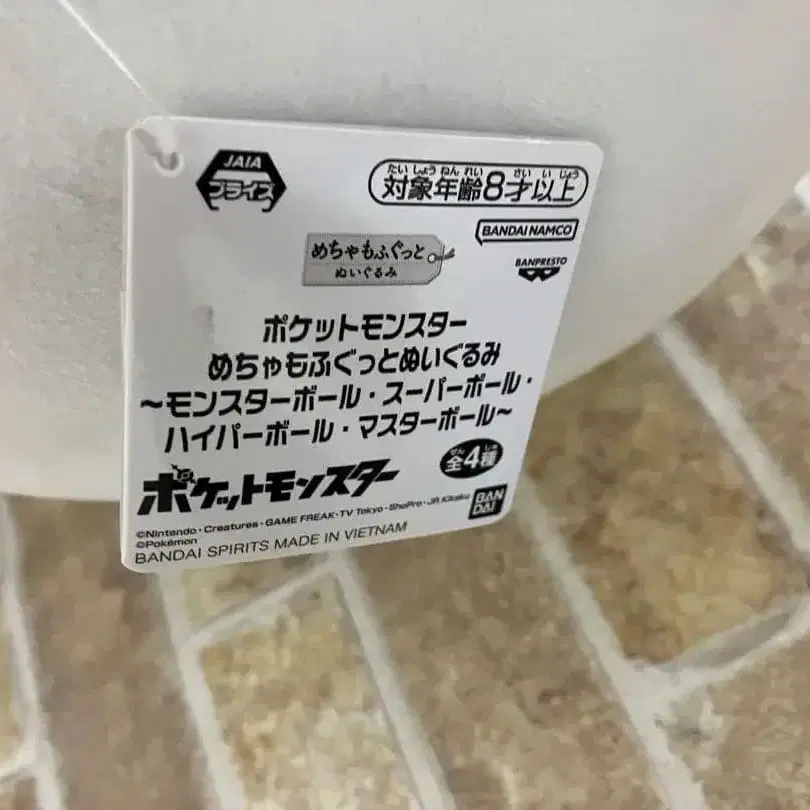 JAIA
プライズ
たいしょうねんれい さいいじょう
対象年齢8才以上
BANDAI NAMCO
BANPRESTO
めちゃもふぐっと
ぬいぐるみ
ポケットモンスター
めちゃもふぐっとぬいぐるみ
～モンスターボール・スーパーボール・
ハイパーボール・マスターボール～
ぜん しゅ
全4種
ポケットモンスター
BANDAI
©Nintendo・Creatures・GAME FREAK・TV Tokyo・ShoPro・JR Kikaku
©Pokémon
BANDAI SPIRITS MADE IN VIETNAM